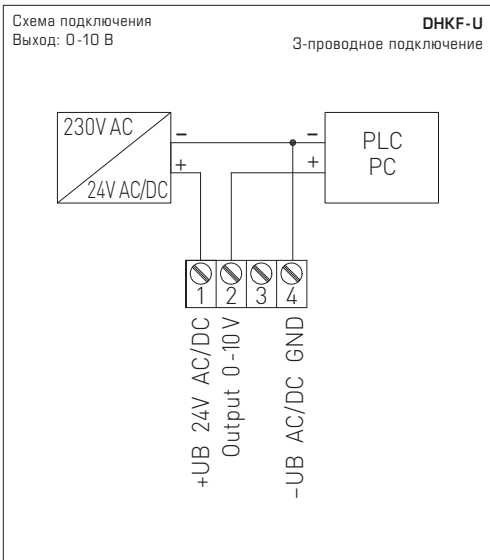 Схема подключения
Выход: 0-10 В
DHKF-U
3-проводное подключение
230V AC
24V AC/DC
–
+
–
+
PLC
PC
1 2 3 4
+UB 24V AC/DC
Output 0-10V
-UB AC/DC GND